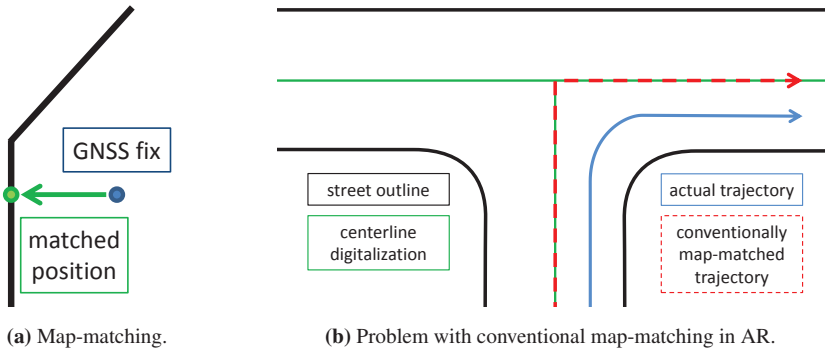 GNSS fix
matched
position
(a) Map-matching.
street outline
centerline
digitalization
actual trajectory
conventionally
map-matched
trajectory
(b) Problem with conventional map-matching in AR.